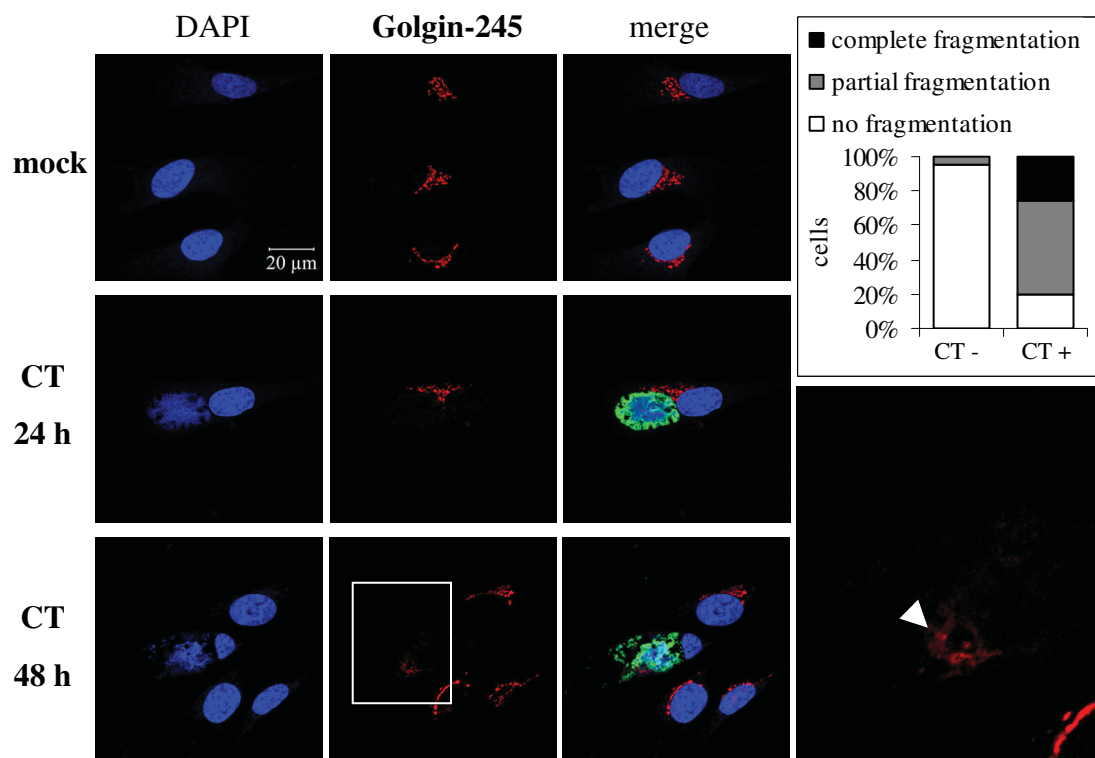 DAPI Golgin-245 merge
mock
20 µm
CT
24 h
CT
48 h
complete fragmentation
partial fragmentation
no fragmentation
100%
80%
60%
40%
20%
0%
cells
CT - CT +